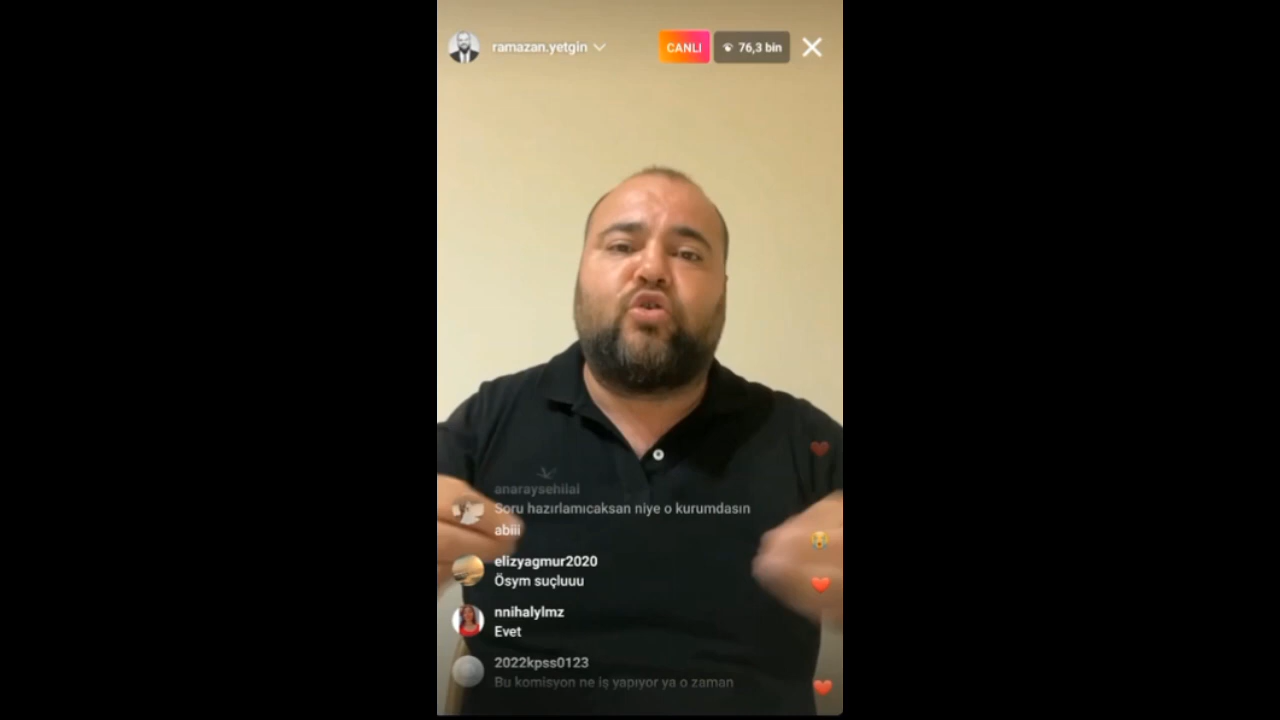 ramazan.yetgin
CANLI
76,3 bin
anaraysehilal
Soru hazırlamıcaksan niye o kurumdasın
abiii
elizyagmur2020
Ösym suçluuu
nnihalylmz
Evet
2022kpss0123
Bu komisyon ne iş yapıyor ya o zaman